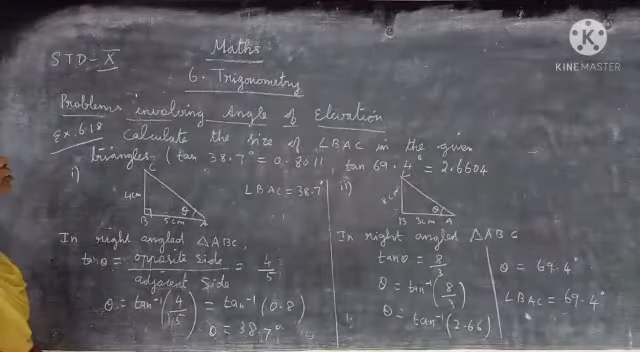 STD - X
Maths
6. Trigonometry
K
KINEMASTER
Problems involving Angle of Elevation
Ex. 6.18 Calculate the size of ∠BAC in the given
triangles. (tan 38.7° = 0.8011, tan 69.4° = 2.6604
i)
C
4cm
B 5cm A
θ
∠BAC = 38.7°
In right angled △ABC,
tan θ = opposite side / adjacent side = 4/5
θ = tan⁻¹(4/5) = tan⁻¹(0.8)
θ = 38.7°
ii)
C
8cm
B 3cm A
θ
In right angled △ABC
tan θ = 8/3
θ = tan⁻¹(8/3)
θ = tan⁻¹(2.66)
θ = 69.4°
∠BAC = 69.4°